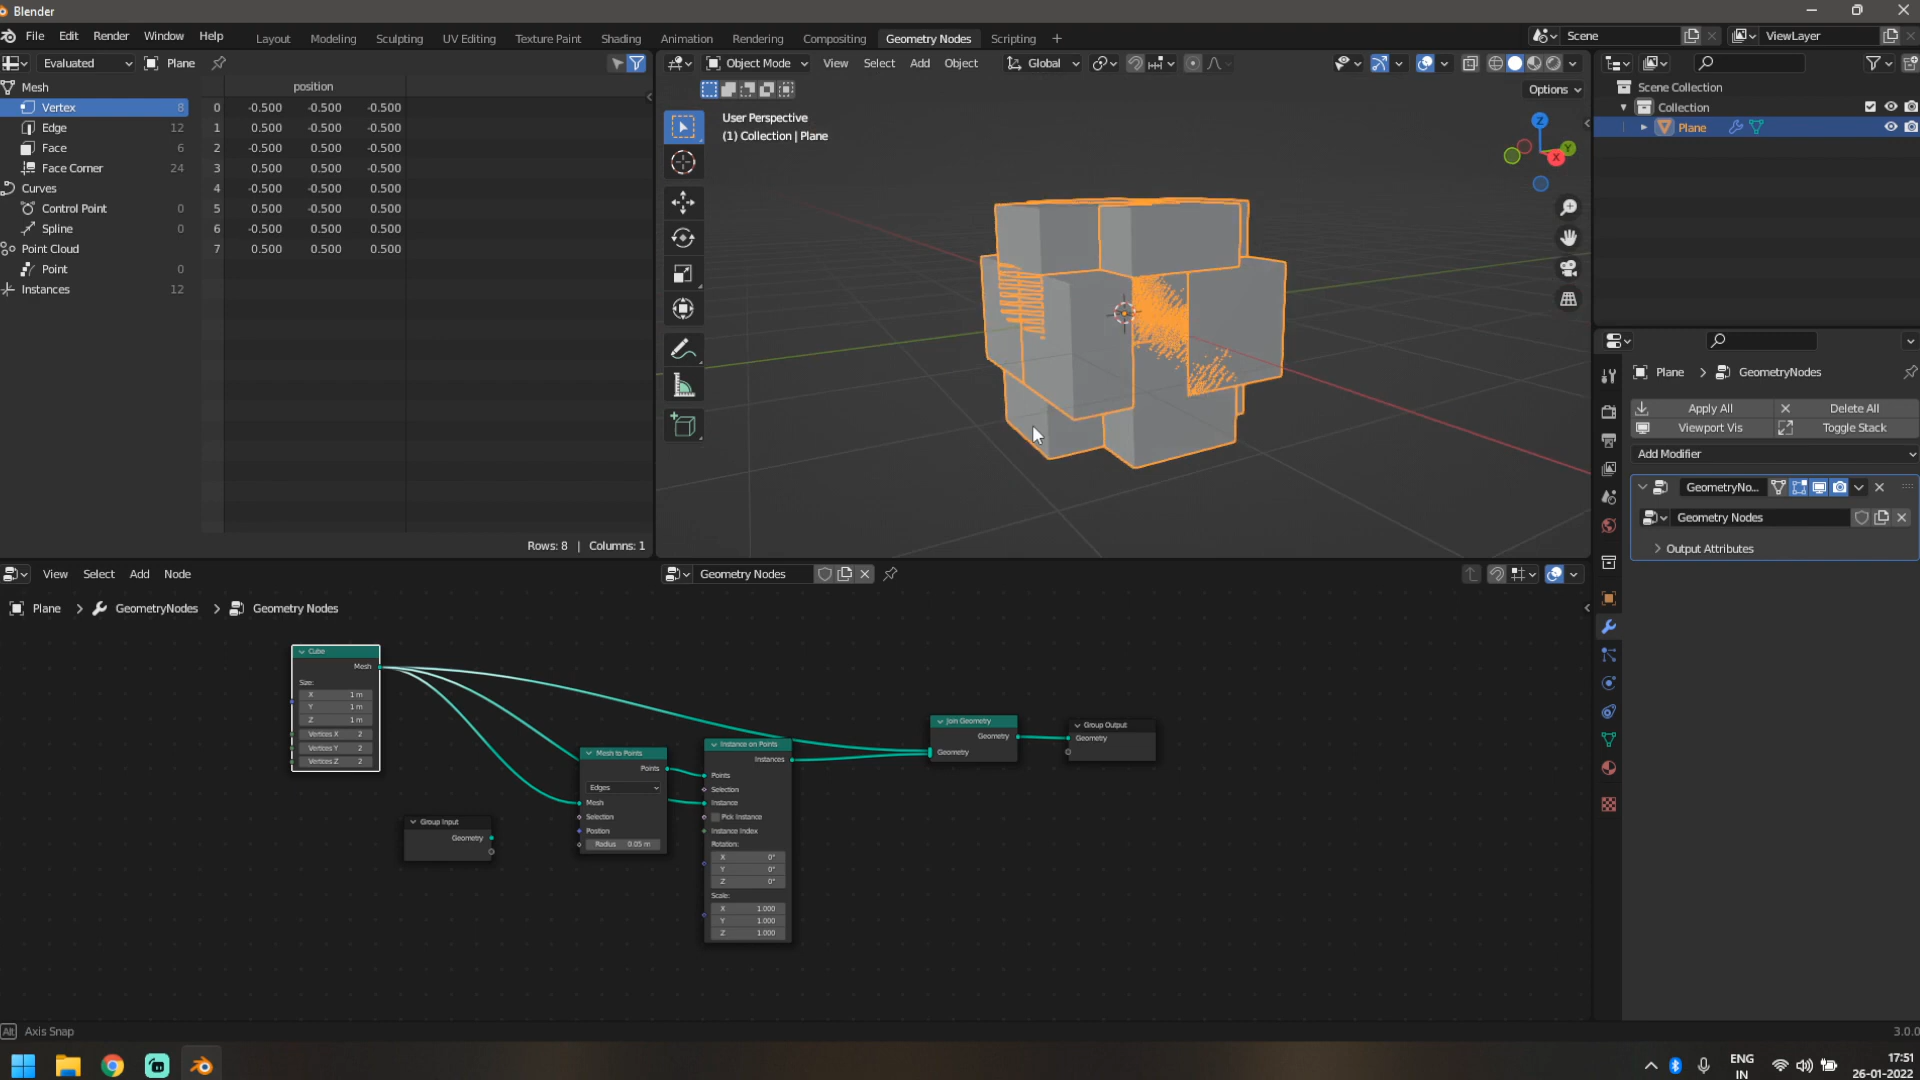 Blender
File Edit Render Window Help
Layout Modeling Sculpting UV Editing Texture Paint Shading Animation Rendering Compositing Geometry Nodes Scripting +
Scene
ViewLayer
Evaluated
Plane
Mesh
Vertex 8
Edge 12
Face 6
Face Corner 24
Curves
Control Point 0
Spline 0
Point Cloud
Point 0
Instances 12
position
0 -0.500 -0.500 -0.500
1 0.500 -0.500 -0.500
2 -0.500 0.500 -0.500
3 0.500 0.500 -0.500
4 -0.500 -0.500 0.500
5 0.500 -0.500 0.500
6 -0.500 0.500 0.500
7 0.500 0.500 0.500
Rows: 8 | Columns: 1
Object Mode View Select Add Object Global
Options
User Perspective
(1) Collection | Plane
Z
Y
X
Scene Collection
Collection
Plane
Plane > GeometryNodes
Apply All
Delete All
Viewport Vis
Toggle Stack
Add Modifier
GeometryNo...
Geometry Nodes
Output Attributes
View Select Add Node
Geometry Nodes
Plane > GeometryNodes > Geometry Nodes
Cube
Mesh
Size:
X 1 m
Y 1 m
Z 1 m
Vertices X 2
Vertices Y 2
Vertices Z 2
Group Input
Geometry
Mesh to Points
Points
Edges
Mesh
Selection
Position
Radius 0.05 m
Instance on Points
Instances
Points
Selection
Instance
Pick Instance
Instance Index
Rotation:
X 0°
Y 0°
Z 0°
Scale:
X 1.000
Y 1.000
Z 1.000
Join Geometry
Geometry
Geometry
Group Output
Geometry
Alt Axis Snap
3.0.0
ENG
IN
17:51
26-01-2022